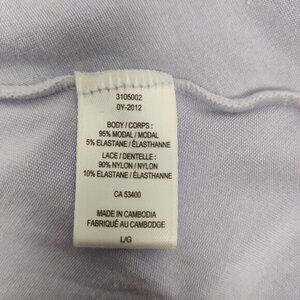 3105002
0Y-2012
BODY / CORPS :
95% MODAL / MODAL
5% ELASTANE / ÉLASTHANNE
LACE / DENTELLE :
90% NYLON / NYLON
10% ELASTANE / ÉLASTHANNE
CA 53400
MADE IN CAMBODIA
FABRIQUÉ AU CAMBODGE
L/G